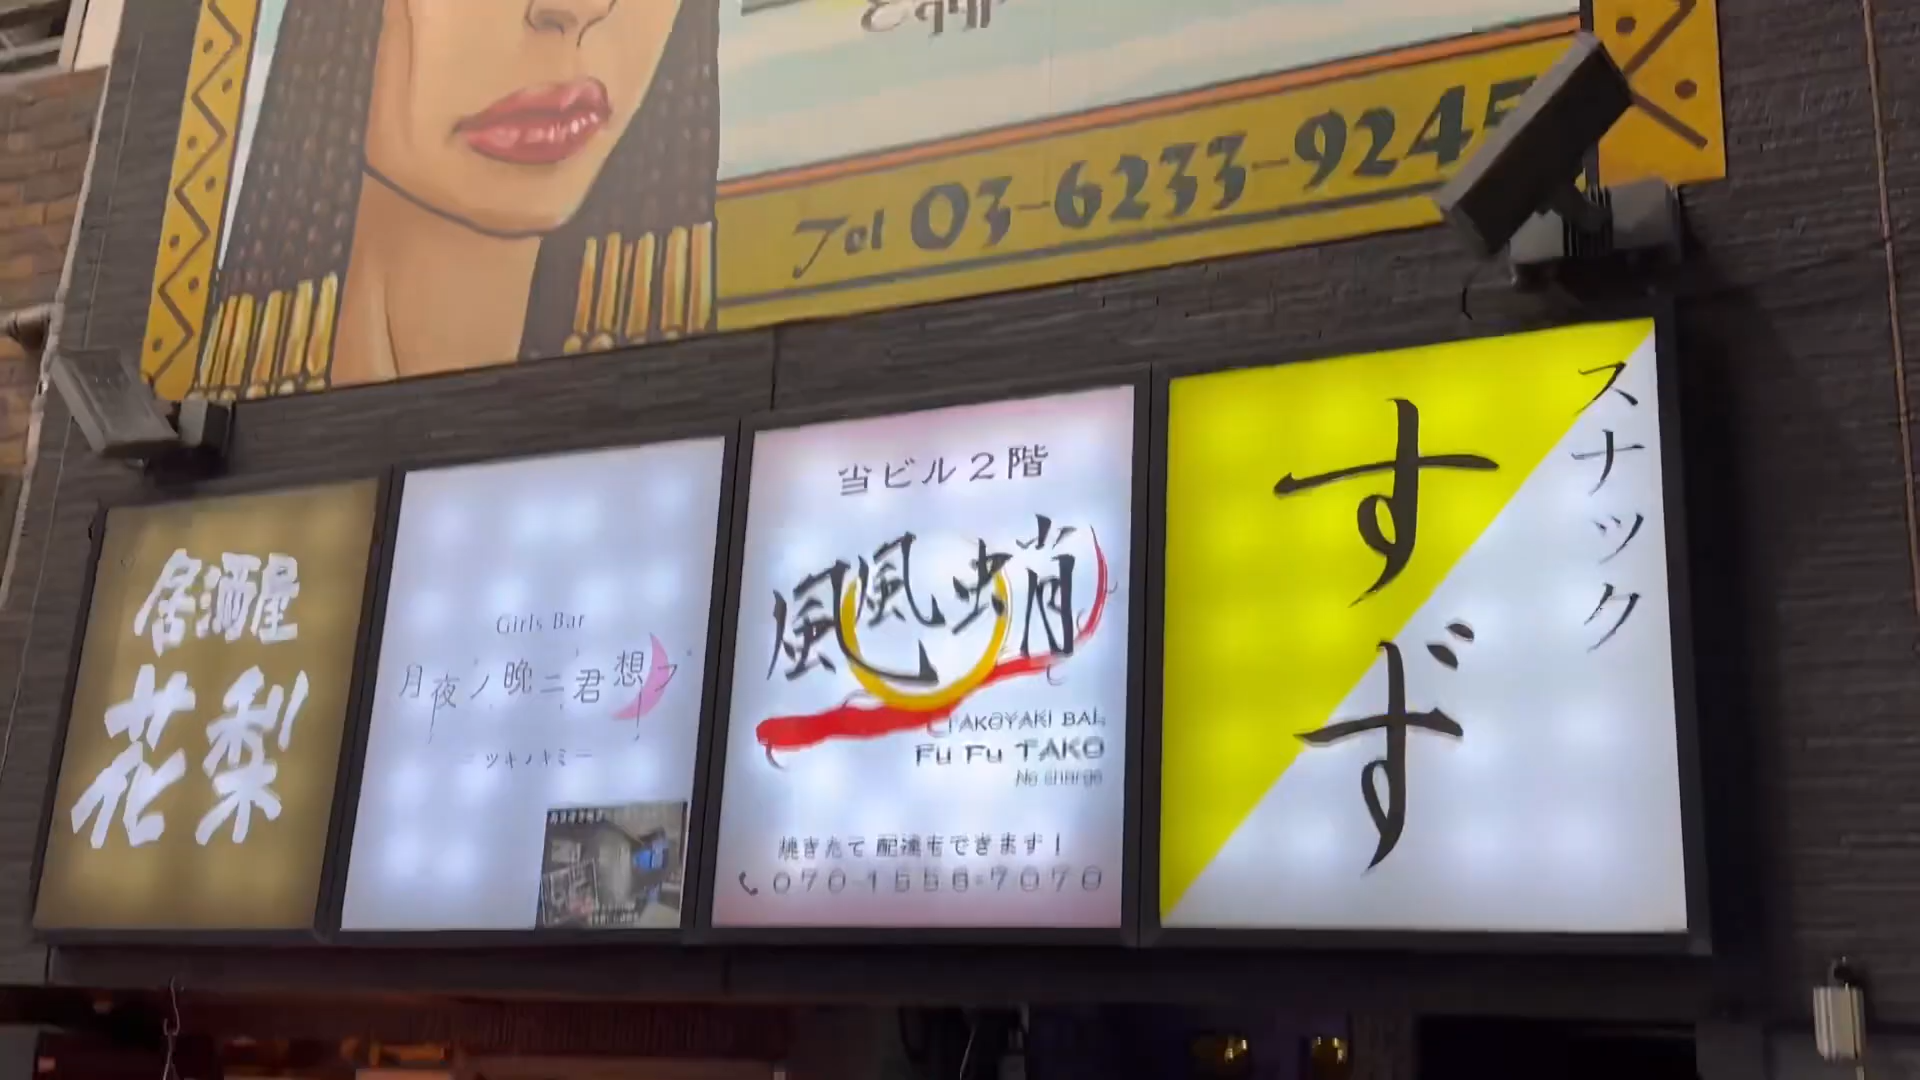 Tel 03-6233-9245
居酒屋
花梨
Girls Bar
月夜ノ晩ニ君想フ
ーツキノキミー
当ビル2階
風風蛸
TAKOYAKI BAL
Fu Fu TAKO
No charge
焼きたて 配達もできます!
070-1556-7070
スナック
すず